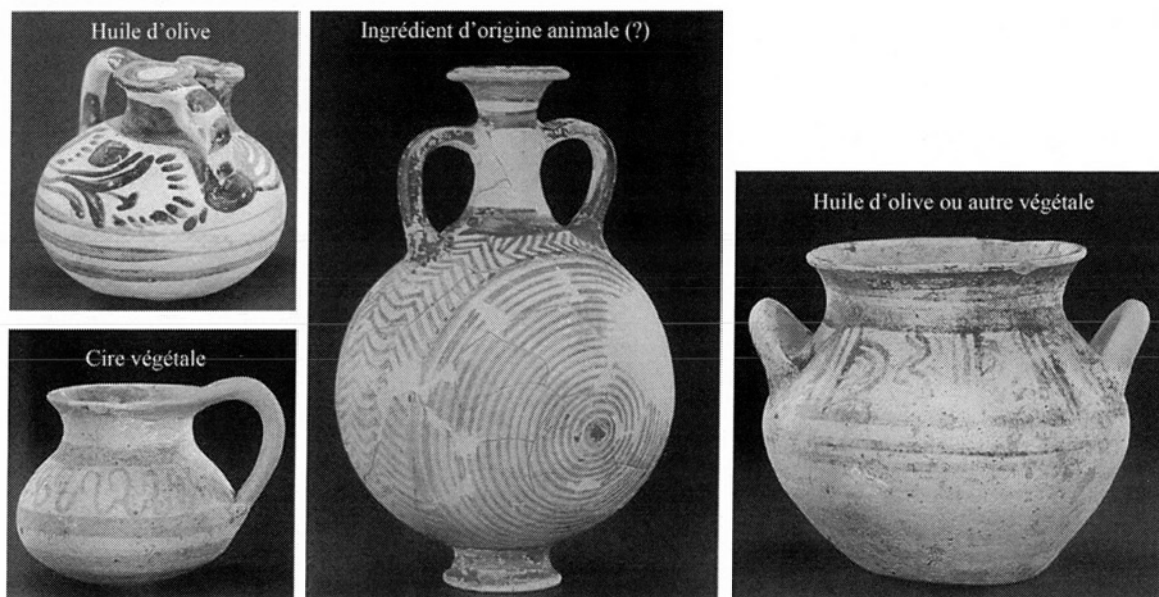 Huile d'olive
Ingrédient d'origine animale (?)
Huile d'olive ou autre végétale
Cire végétale